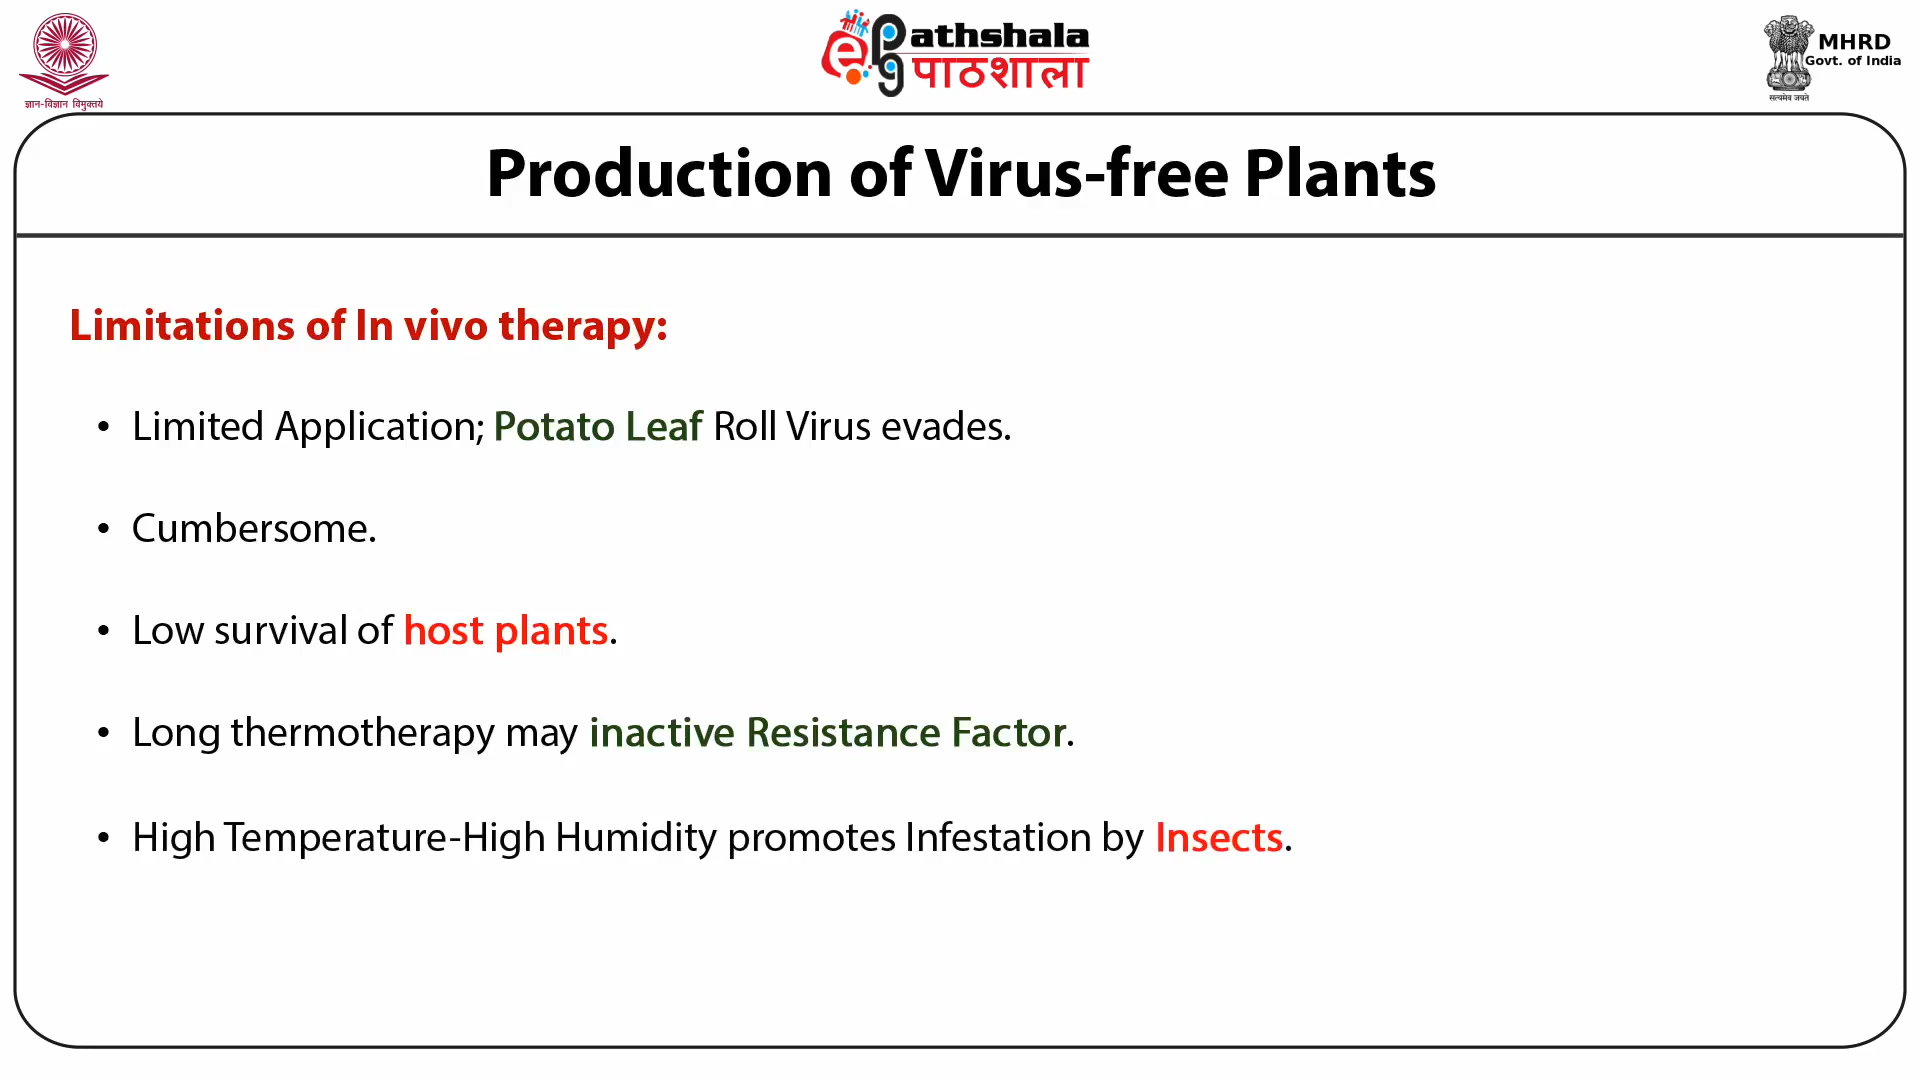 ज्ञान-विज्ञान विमुक्तये
e pg Pathshala
पाठशाला
MHRD
Govt. of India
सत्यमेव जयते
Production of Virus-free Plants
Limitations of In vivo therapy:
• Limited Application; Potato Leaf Roll Virus evades.
• Cumbersome.
• Low survival of host plants.
• Long thermotherapy may inactive Resistance Factor.
• High Temperature-High Humidity promotes Infestation by Insects.